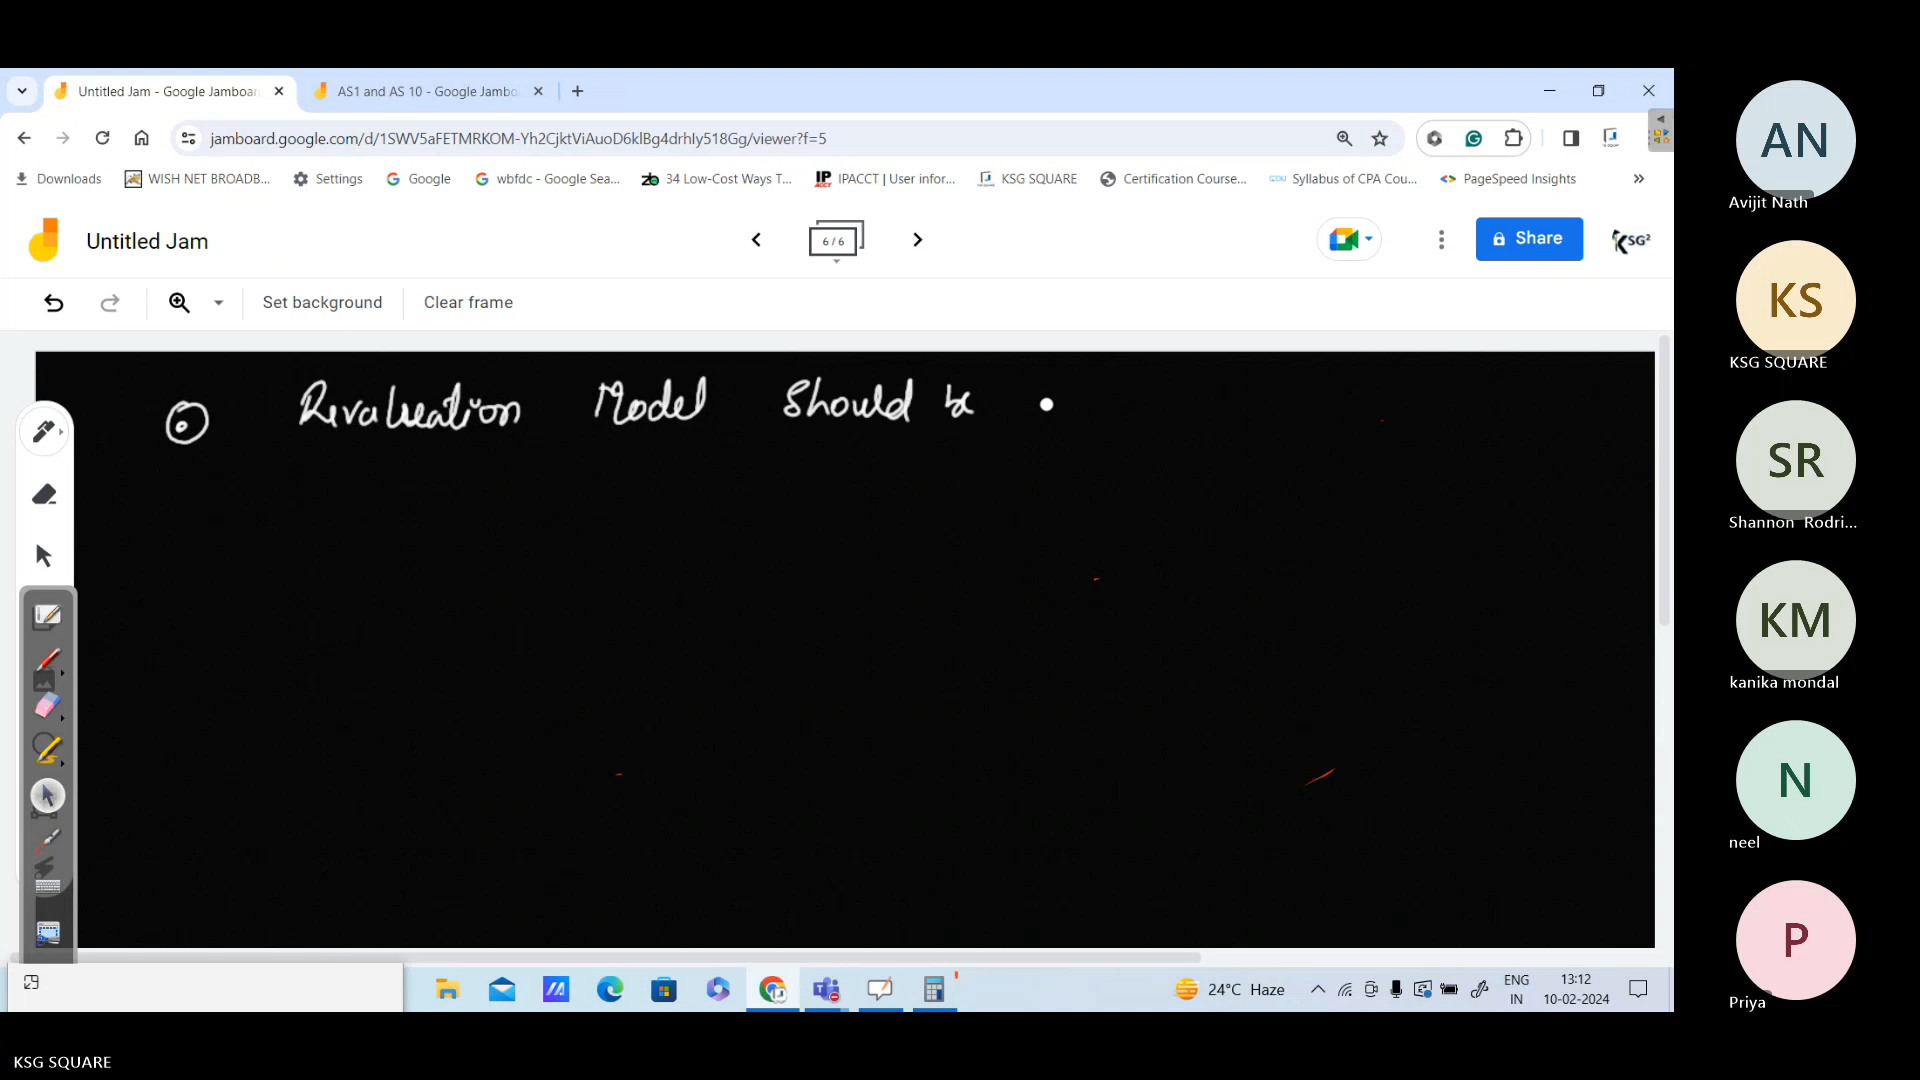 Untitled Jam - Google Jamboar
AS1 and AS 10 - Google Jambo
jamboard.google.com/d/1SWV5aFETMRKOM-Yh2CjktViAuoD6klBg4drhIy518Gg/viewer?f=5
Downloads WISH NET BROADB... Settings Google wbfdc - Google Sea... 34 Low-Cost Ways T... IPACCT | User infor... KSG SQUARE Certification Course... Syllabus of CPA Cou... PageSpeed Insights »
Untitled Jam
6 / 6
Share
KSG²
Set background Clear frame
Revaluation Model Should be
24°C Haze
ENG
IN
13:12
10-02-2024
AN
Avijit Nath
KS
KSG SQUARE
SR
Shannon Rodri...
KM
kanika mondal
N
neel
P
Priya
KSG SQUARE